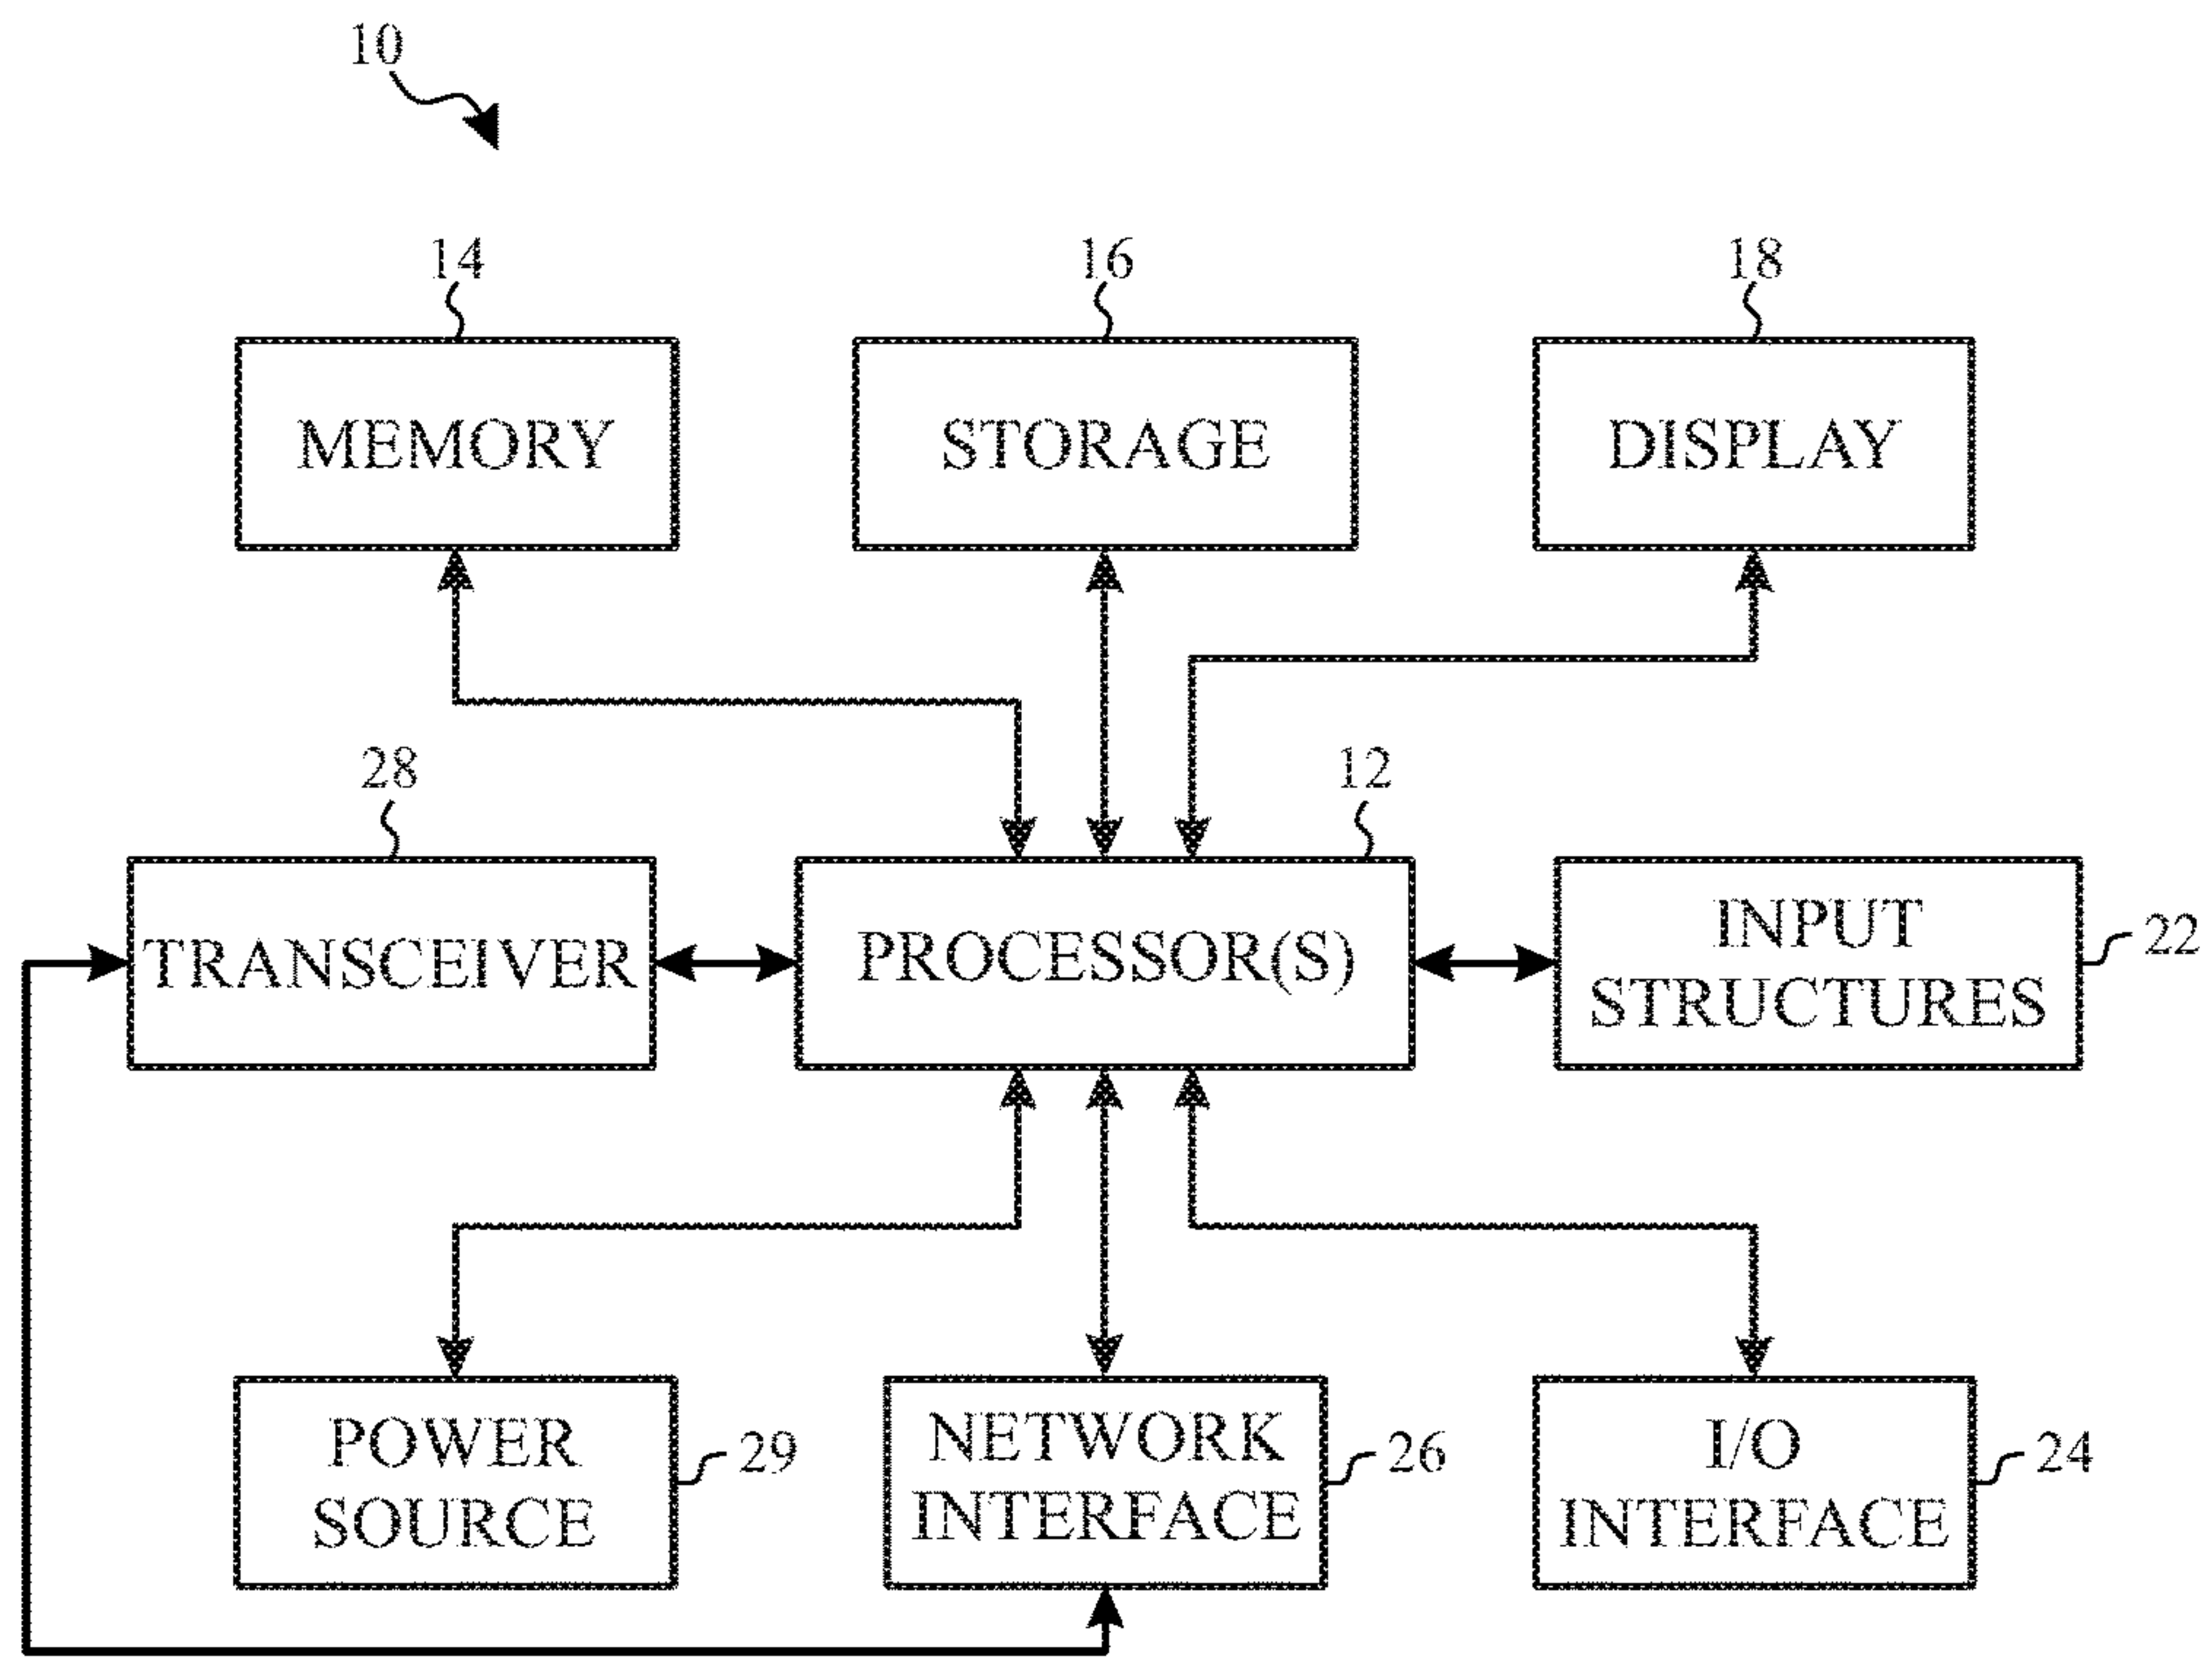 10
14
16
18
MEMORY
STORAGE
DISPLAY
28
12
TRANSCEIVER
PROCESSOR(S)
INPUT
STRUCTURES
22
POWER
SOURCE
29
NETWORK
INTERFACE
26
I/O
INTERFACE
24